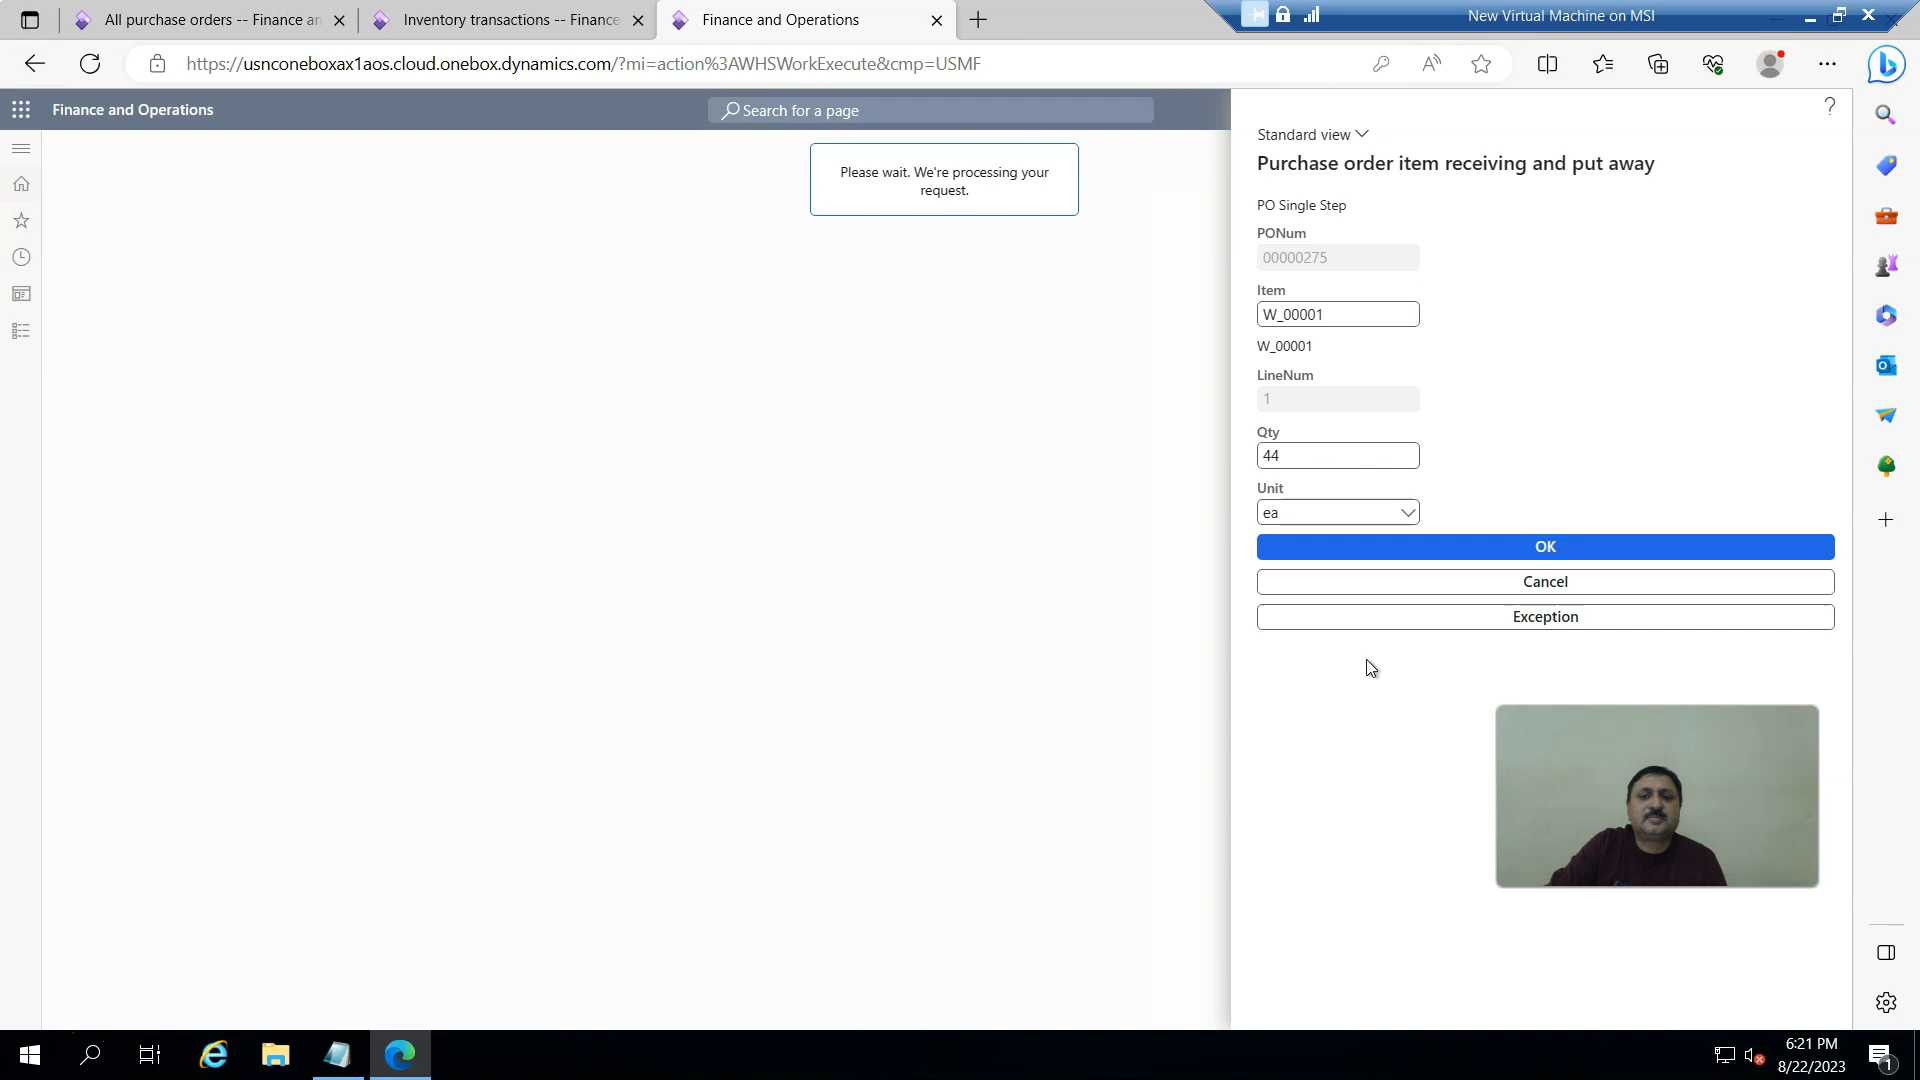 All purchase orders -- Finance an
Inventory transactions -- Finance
Finance and Operations
New Virtual Machine on MSI
https://usnconeboxax1aos.cloud.onebox.dynamics.com/?mi=action%3AWHSWorkExecute&cmp=USMF
Finance and Operations
Search for a page
?
Please wait. We're processing your
request.
Standard view
Purchase order item receiving and put away
PO Single Step
PONum
00000275
Item
W_00001
W_00001
LineNum
1
Qty
44
Unit
ea
OK
Cancel
Exception
6:21 PM
8/22/2023
1